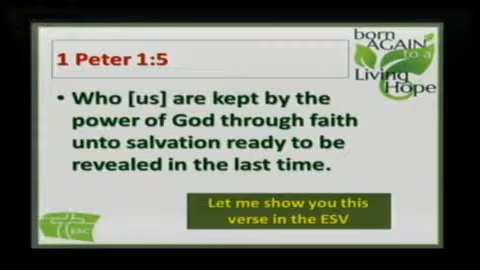 born
AGAIN
to a
Living
Hope
1 Peter 1:5
• Who [us] are kept by the
power of God through faith
unto salvation ready to be
revealed in the last time.
Let me show you this
verse in the ESV